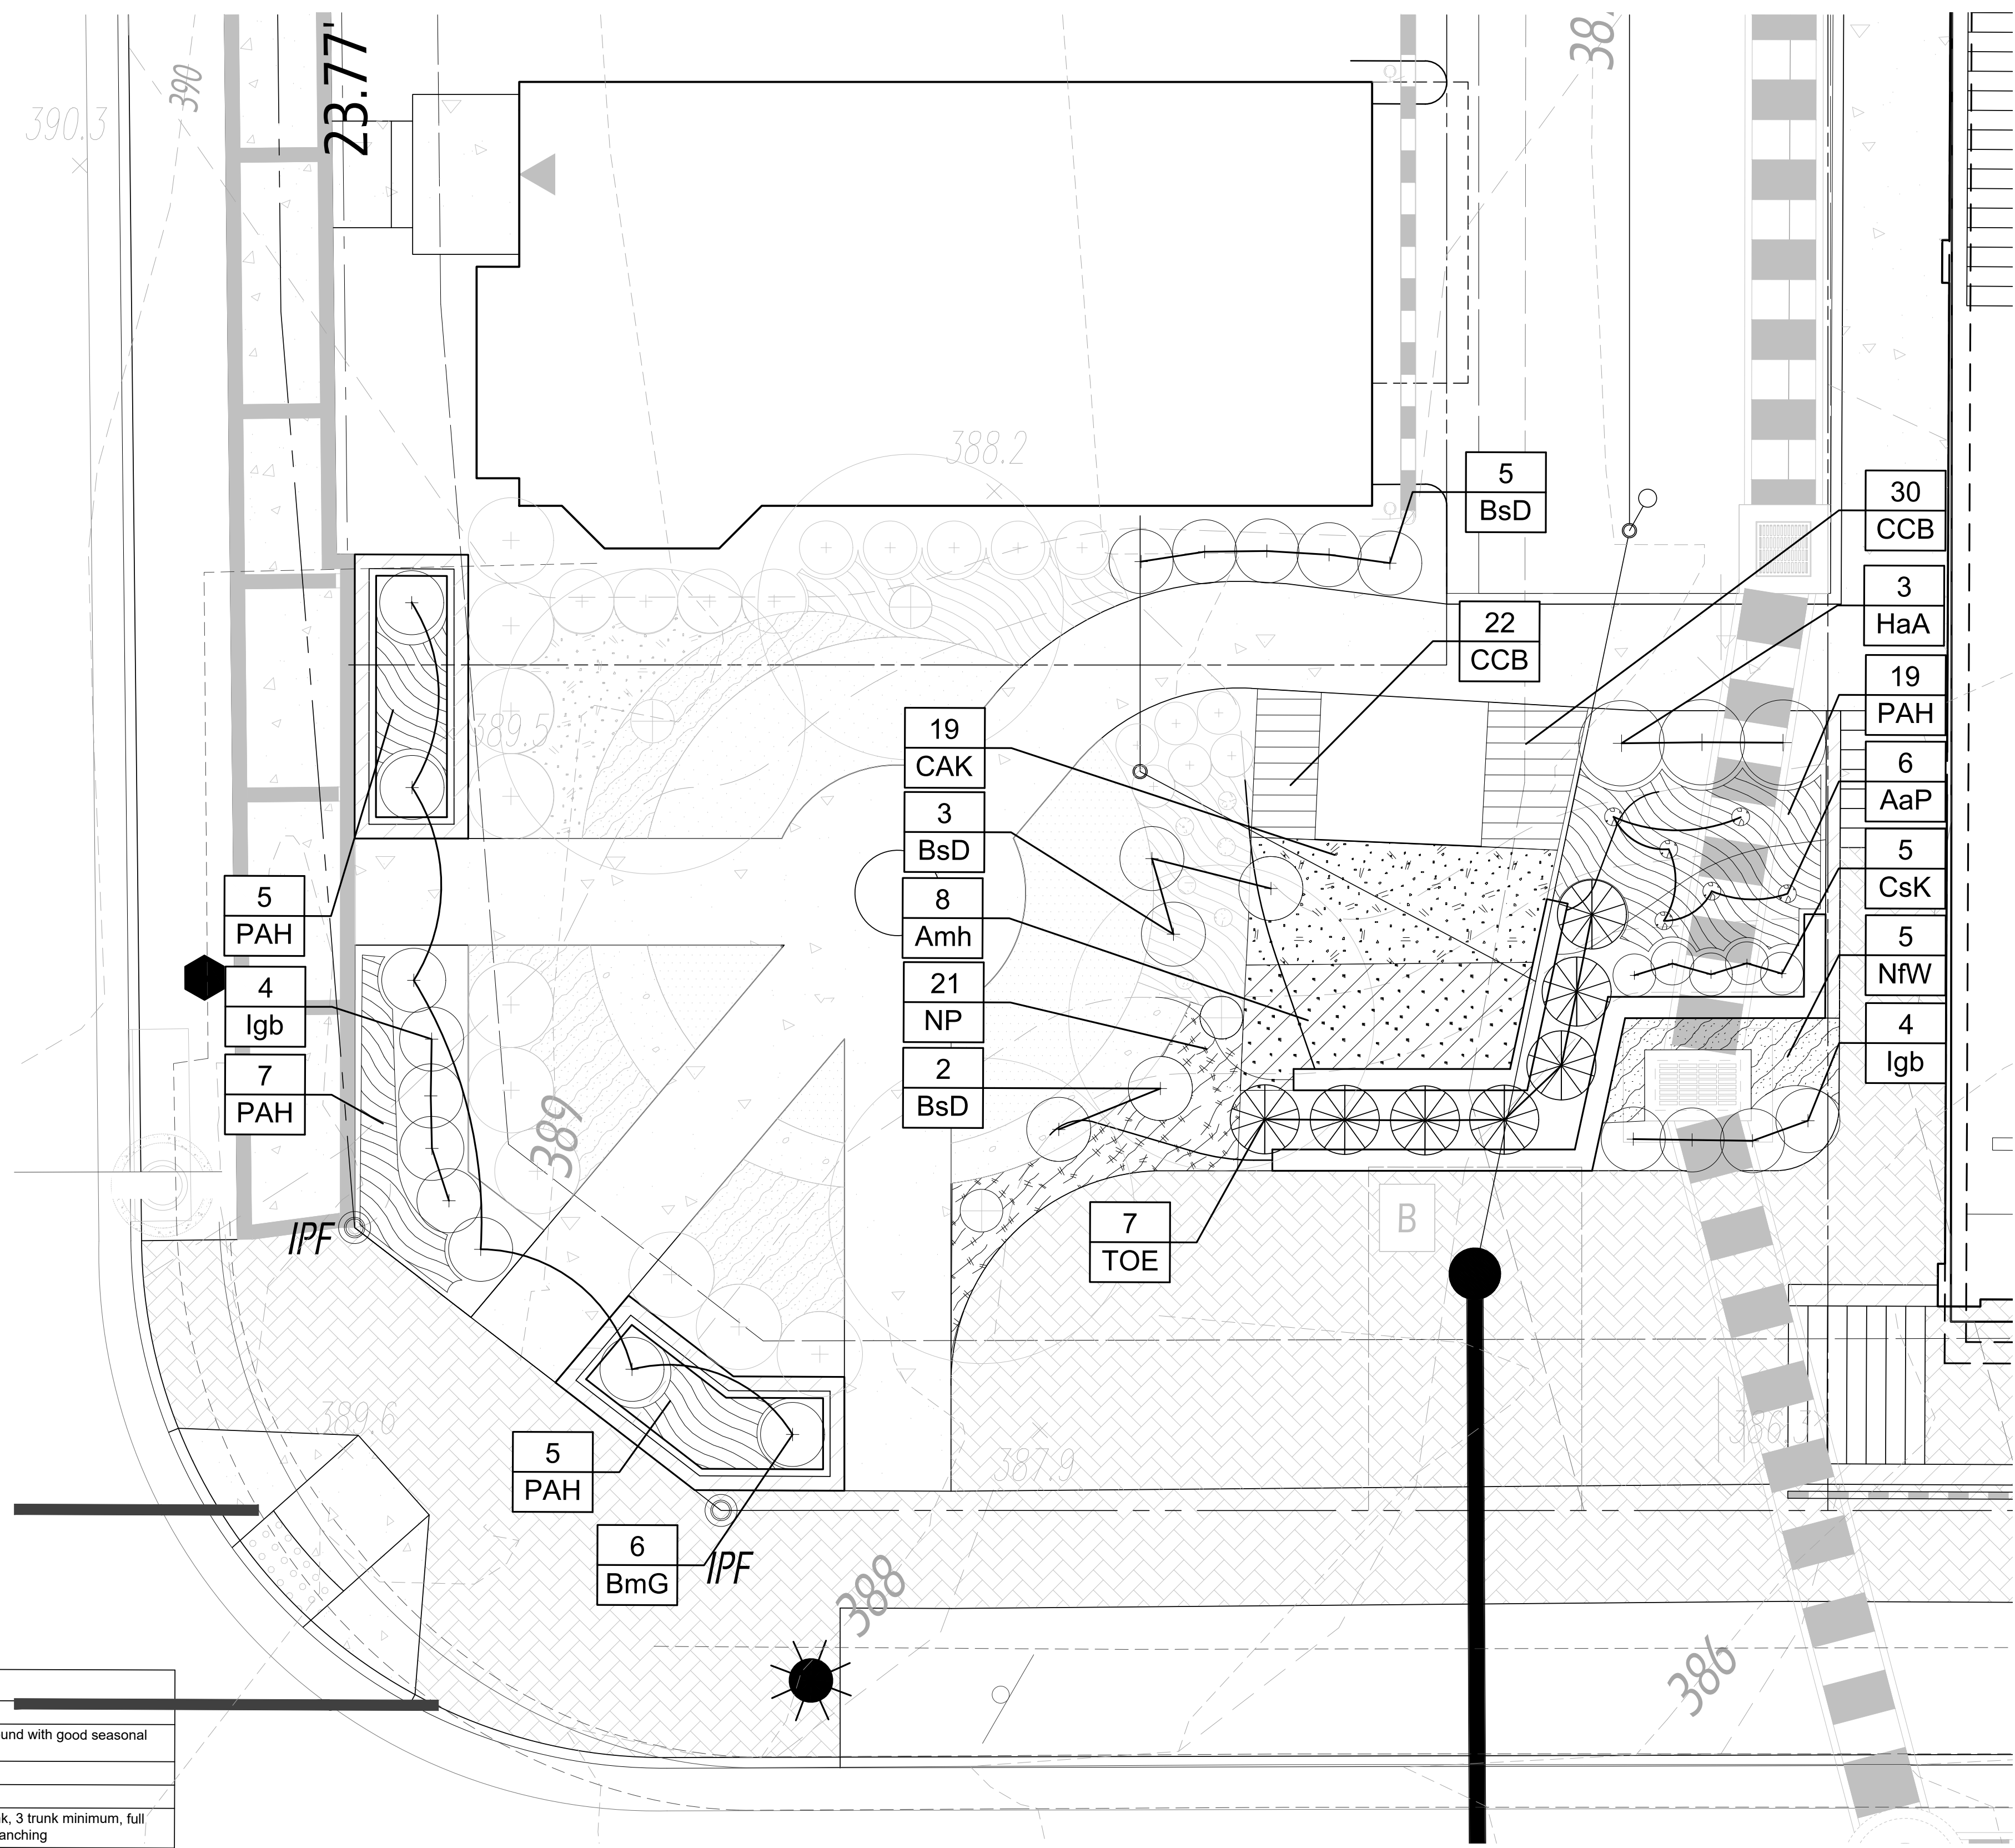 23.77'
390
390.3
38
388.2
5
BsD
30
CCB
3
HaA
22
CCB
19
PAH
389.5
19
CAK
6
AaP
3
BsD
5
CsK
5
PAH
8
Amh
5
NfW
4
Igb
21
NP
4
Igb
7
PAH
2
BsD
389
IPF
7
TOE
B
389.6
5
PAH
387.9
386.3
6
BmG
IPF
388
386
und with good seasonal
k, 3 trunk minimum, full
anching